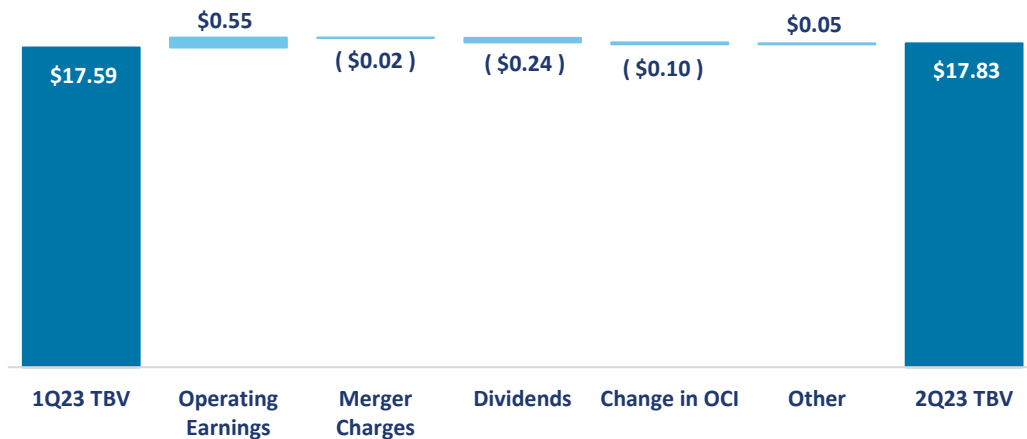 $0.55
$0.05
$17.59
( $0.02 )
( $0.24 )
( $0.10 )
$17.83
1Q23 TBV
Operating
Earnings
Merger
Charges
Dividends
Change in OCI
Other
2Q23 TBV